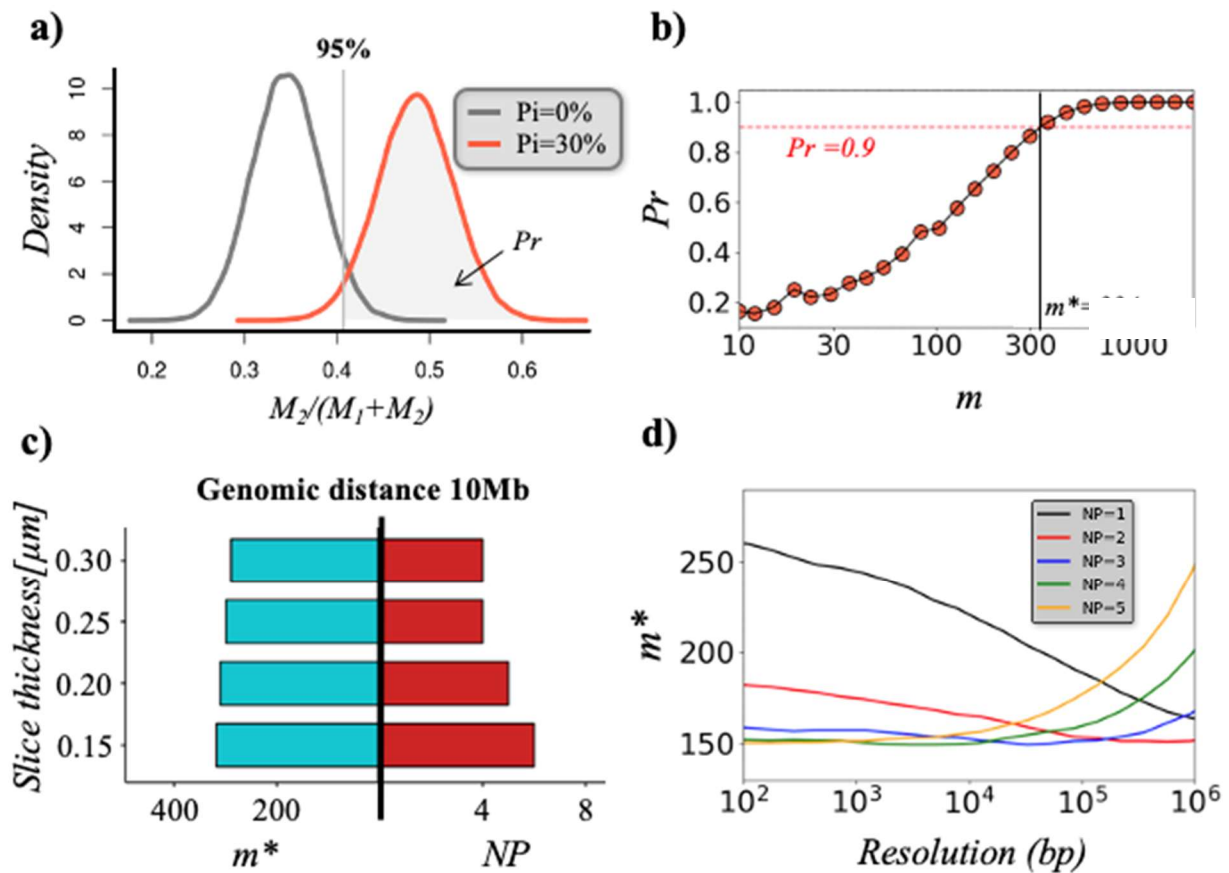 a)
95%
Density
0 2 4 6 8 10
Pi=0%
Pi=30%
Pr
0.2 0.3 0.4 0.5 0.6
M₂/(M₁+M₂)
b)
Pr
1.0
0.8
0.6
0.4
0.2
Pr =0.9
m*=
10 30 100 300 1000
m
c)
Genomic distance 10Mb
Slice thickness[μm]
0.30
0.25
0.20
0.15
400 200 4 8
m* NP
d)
m*
250
200
150
NP=1
NP=2
NP=3
NP=4
NP=5
10² 10³ 10⁴ 10⁵ 10⁶
Resolution (bp)